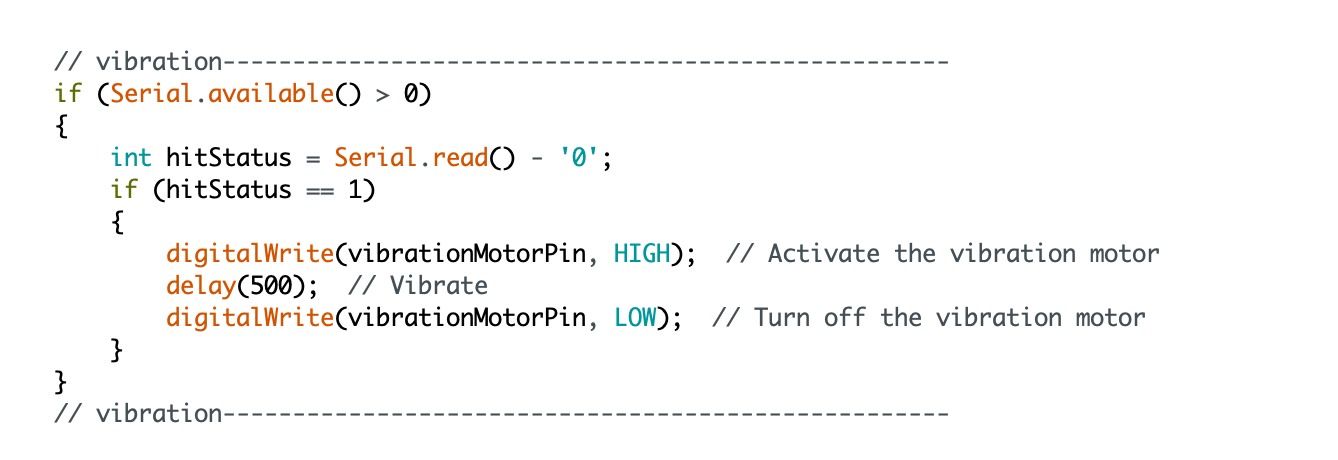 // vibration----------------------------------------------------
if (Serial.available() > 0)
{
    int hitStatus = Serial.read() - '0';
    if (hitStatus == 1)
    {
        digitalWrite(vibrationMotorPin, HIGH);  // Activate the vibration motor
        delay(500);  // Vibrate
        digitalWrite(vibrationMotorPin, LOW);  // Turn off the vibration motor
    }
}
// vibration----------------------------------------------------